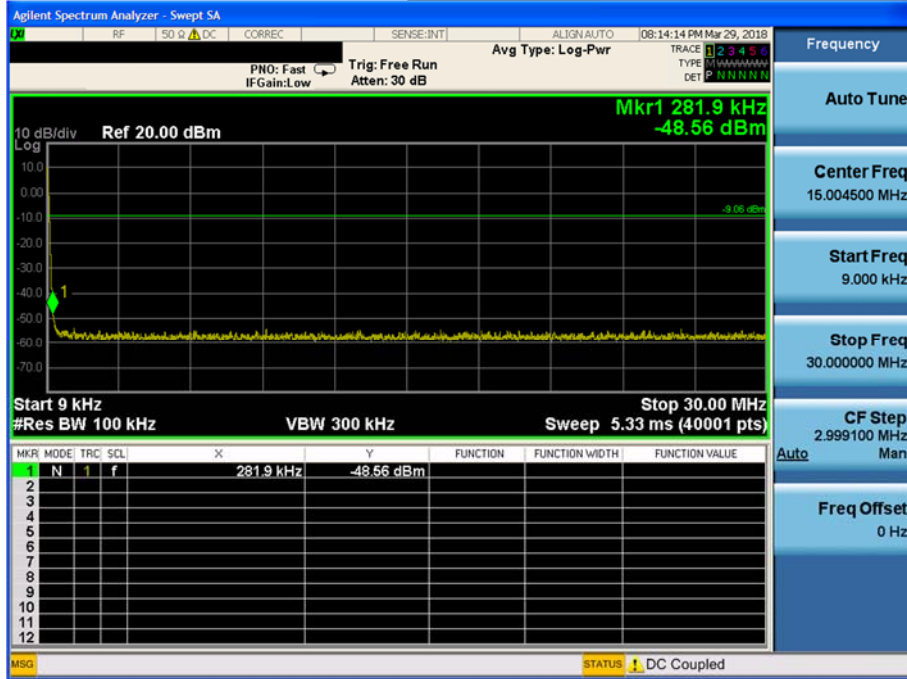 Agilent Spectrum Analyzer - Swept SA
LXI RF 50 Ω DC CORREC SENSE:INT ALIGN AUTO 08:14:14 PM Mar 29, 2018
Avg Type: Log-Pwr TRACE 1 2 3 4 5 6
PNO: Fast Trig: Free Run TYPE M WWWWW
IFGain:Low Atten: 30 dB DET P N N N N N
Mkr1 281.9 kHz
10 dB/div Ref 20.00 dBm -48.56 dBm
Log
10.0
0.00
-9.06 dBm
-10.0
-20.0
-30.0
-40.0 1
-50.0
-60.0
-70.0
Start 9 kHz Stop 30.00 MHz
#Res BW 100 kHz VBW 300 kHz Sweep 5.33 ms (40001 pts)
MKR MODE TRC SCL X Y FUNCTION FUNCTION WIDTH FUNCTION VALUE
1 N 1 f 281.9 kHz -48.56 dBm
2
3
4
5
6
7
8
9
10
11
12
MSG STATUS DC Coupled
Frequency
Auto Tune
Center Freq
15.004500 MHz
Start Freq
9.000 kHz
Stop Freq
30.000000 MHz
CF Step
2.999100 MHz
Auto Man
Freq Offset
0 Hz